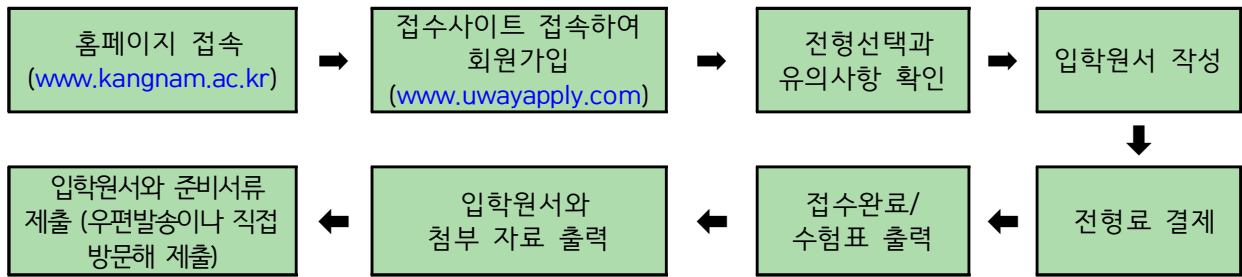 홈페이지 접속
(www.kangnam.ac.kr)
접수사이트 접속하여
회원가입
(www.uwayapply.com)
전형선택과
유의사항 확인
입학원서 작성
전형료 결제
접수완료/
수험표 출력
입학원서와
첨부 자료 출력
입학원서와 준비서류
제출 (우편발송이나 직접
방문해 제출)